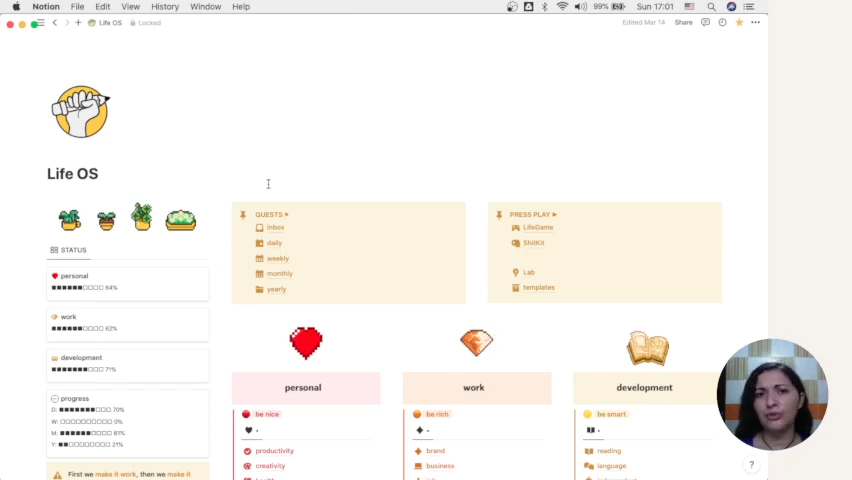 Notion File Edit View History Window Help 99% Sun 17:01
Life OS Locked Edited Mar 14 Share
Life OS
STATUS
personal
64%
work
62%
development
71%
progress
D: 70%
W: 0%
M: 61%
Y: 21%
First we make it work, then we make it
QUESTS
inbox
daily
weekly
monthly
yearly
PRESS PLAY
LifeGame
ShitKit
Lab
templates
personal
be nice
productivity
creativity
work
be rich
brand
business
development
be smart
reading
language
?